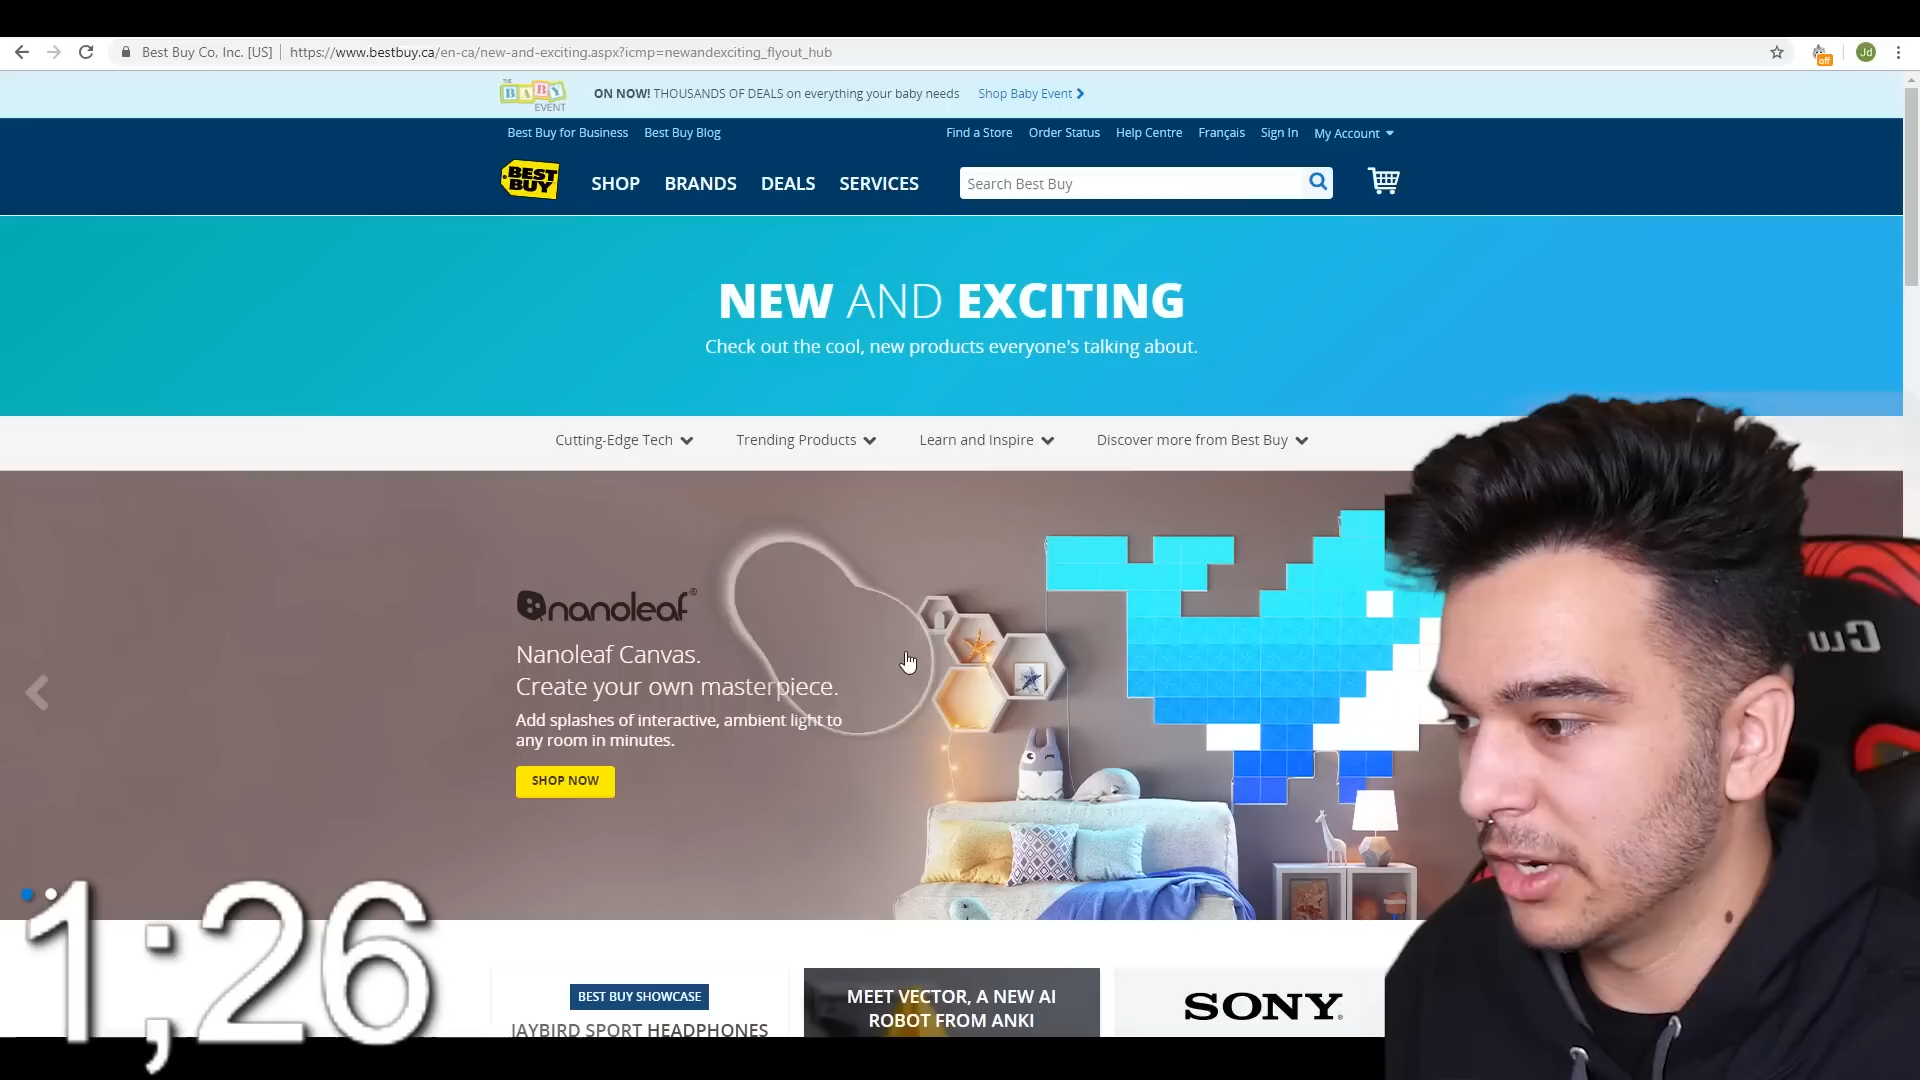 Best Buy Co, Inc. [US] | https://www.bestbuy.ca/en-ca/new-and-exciting.aspx?icmp=newandexciting_flyout_hub
off
Jd
THE BABY EVENT
ON NOW! THOUSANDS OF DEALS on everything your baby needs Shop Baby Event
Best Buy for Business Best Buy Blog Find a Store Order Status Help Centre Français Sign In My Account
BEST BUY
SHOP BRANDS DEALS SERVICES Search Best Buy
NEW AND EXCITING
Check out the cool, new products everyone's talking about.
Cutting-Edge Tech Trending Products Learn and Inspire Discover more from Best Buy
nanoleaf®
Nanoleaf Canvas.
Create your own masterpiece.
Add splashes of interactive, ambient light to
any room in minutes.
SHOP NOW
1;26
BEST BUY SHOWCASE
JAYBIRD SPORT HEADPHONES
MEET VECTOR, A NEW AI
ROBOT FROM ANKI
SONY